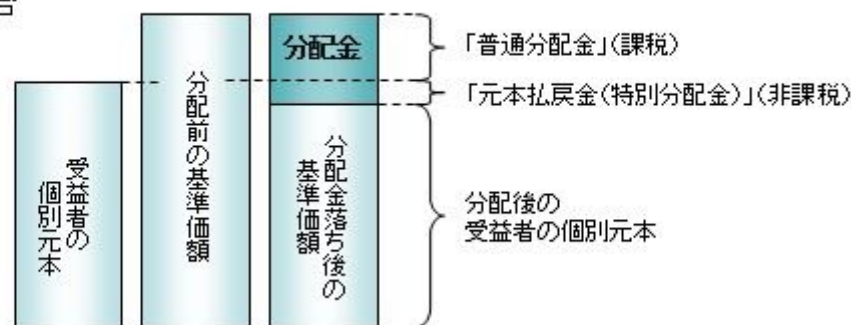 分配金
「普通分配金」(課税)
「元本払戻金(特別分配金)」(非課税)
受益者の
個別元本
分配前の基準価額
分配金落ち後の
基準価額
分配後の
受益者の個別元本